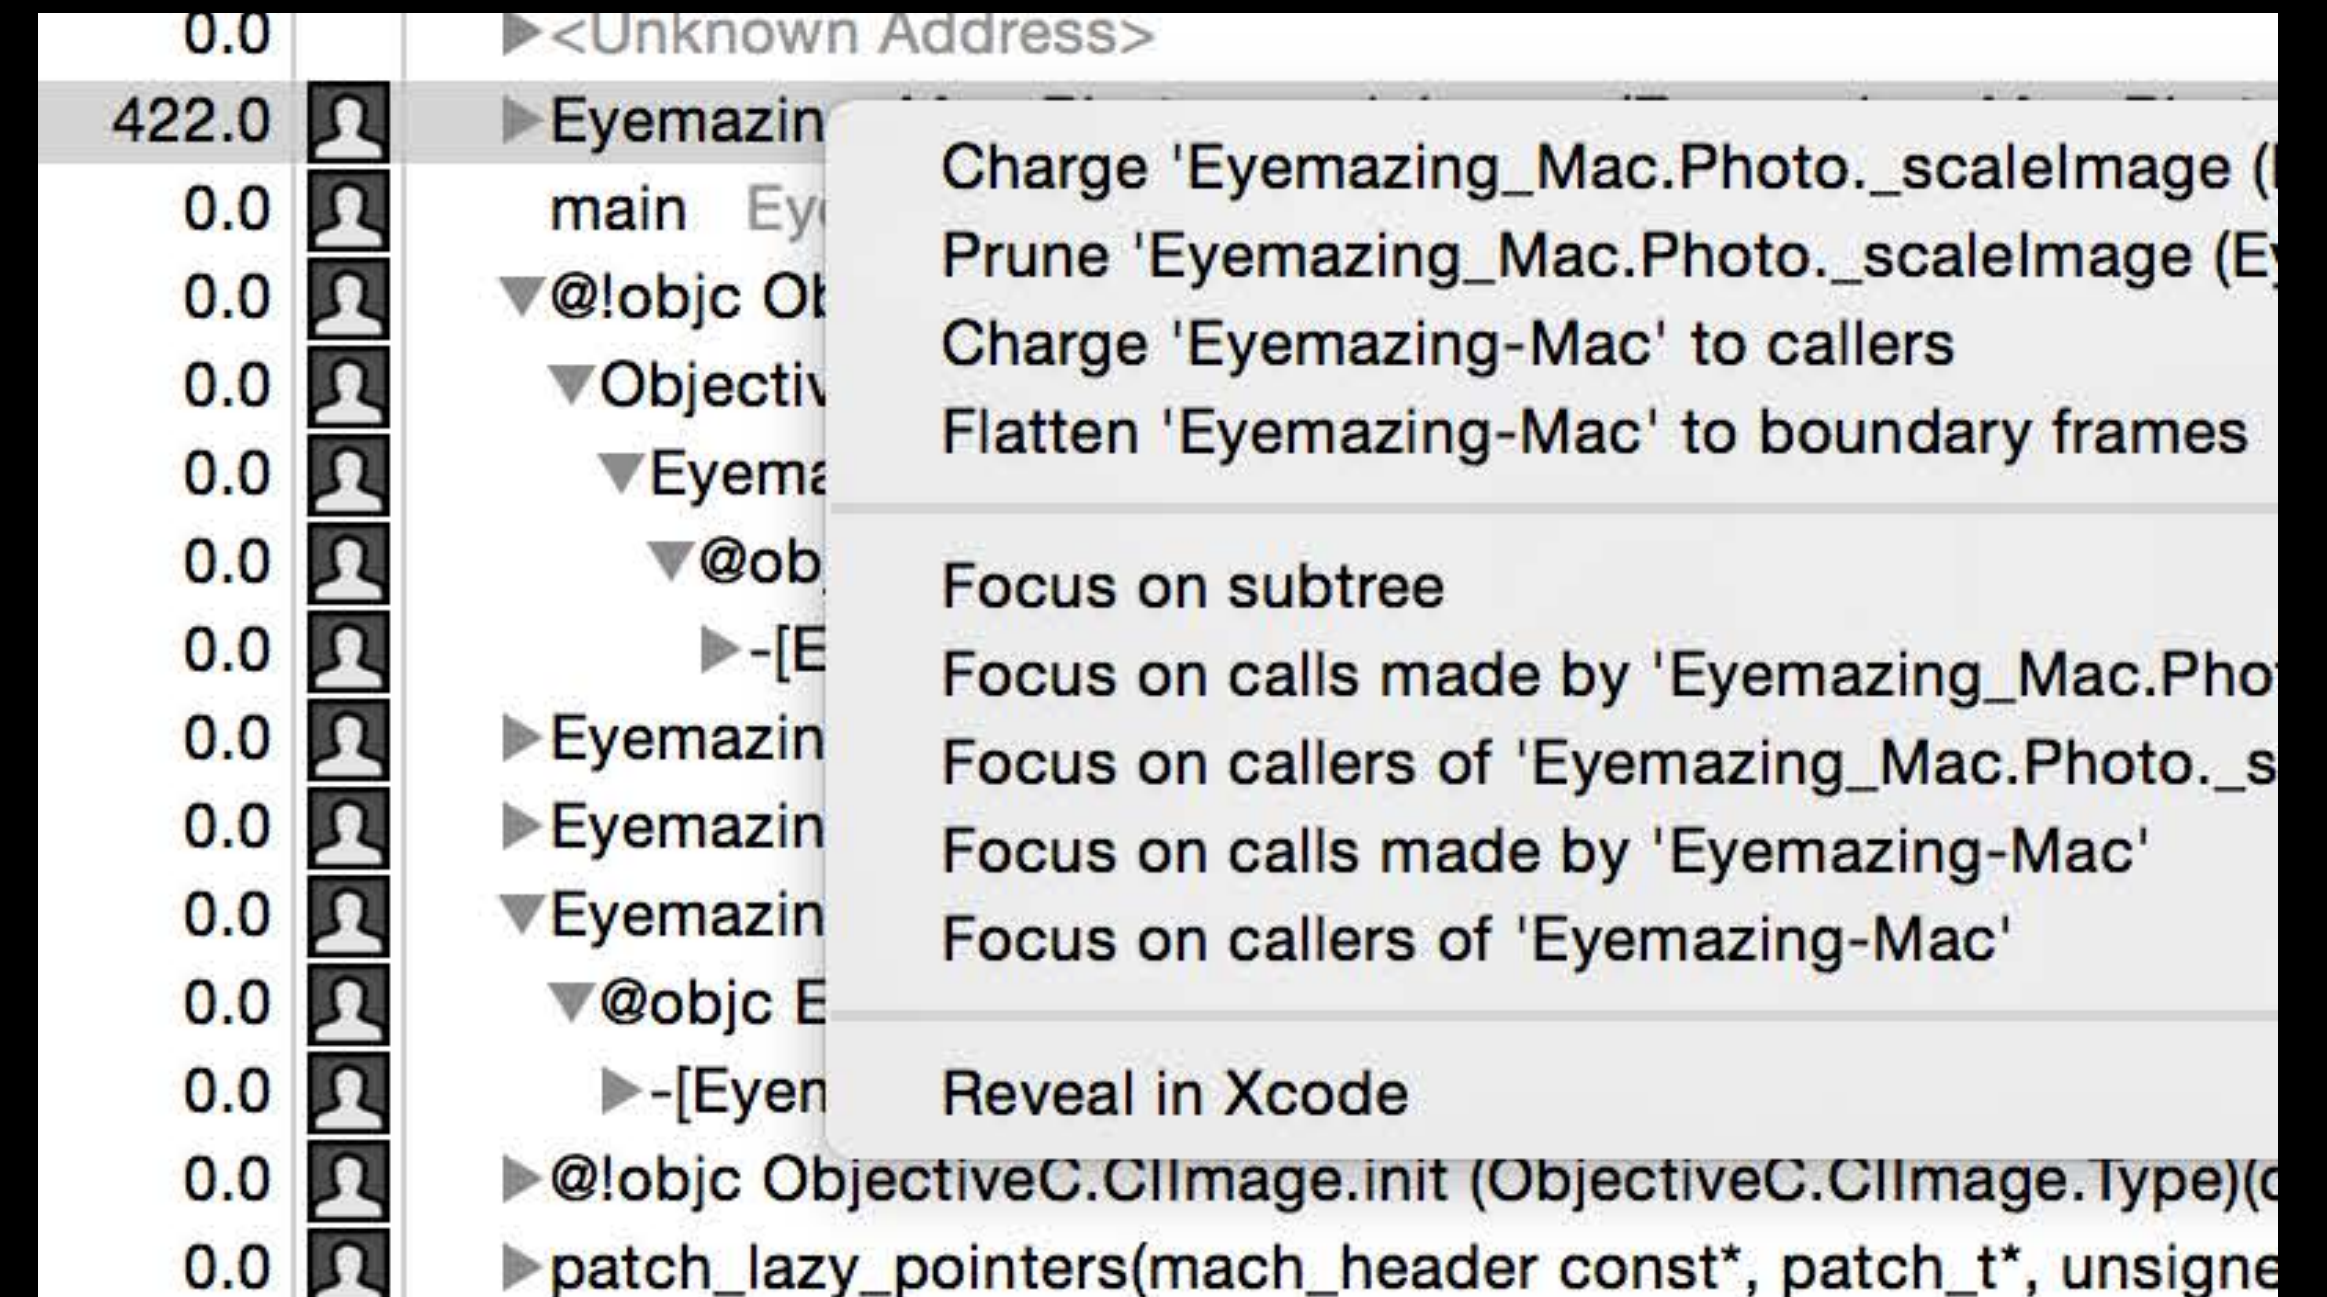 0.0 <Unknown Address>
422.0 Eyemazin
0.0 main Ey
0.0 @!objc Ob
0.0 Objectiv
0.0 Eyema
0.0 @ob
0.0 -[E
0.0 Eyemazin
0.0 Eyemazin
0.0 Eyemazin
0.0 @objc E
0.0 -[Eyem
0.0 @!objc ObjectiveC.CIImage.init (ObjectiveC.CIImage.Type)(
0.0 patch_lazy_pointers(mach_header const*, patch_t*, unsigne
Charge 'Eyemazing_Mac.Photo._scaleImage (
Prune 'Eyemazing_Mac.Photo._scaleImage (Ey
Charge 'Eyemazing-Mac' to callers
Flatten 'Eyemazing-Mac' to boundary frames
Focus on subtree
Focus on calls made by 'Eyemazing_Mac.Phot
Focus on callers of 'Eyemazing_Mac.Photo._s
Focus on calls made by 'Eyemazing-Mac'
Focus on callers of 'Eyemazing-Mac'
Reveal in Xcode